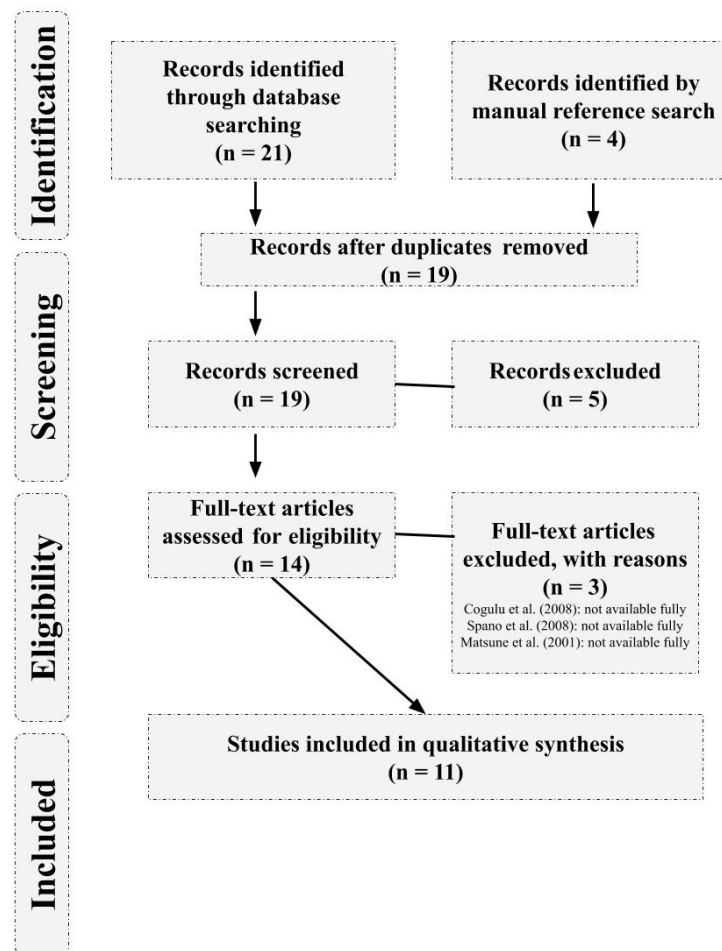 Identification
Records identified
through database
searching
(n = 21)
Records identified by
manual reference search
(n = 4)
Records after duplicates removed
(n = 19)
Screening
Records screened
(n = 19)
Records excluded
(n = 5)
Eligibility
Full-text articles
assessed for eligibility
(n = 14)
Full-text articles
excluded, with reasons
(n = 3)
Cogulu et al. (2008): not available fully
Spano et al. (2008): not available fully
Matsune et al. (2001): not available fully
Included
Studies included in qualitative synthesis
(n = 11)